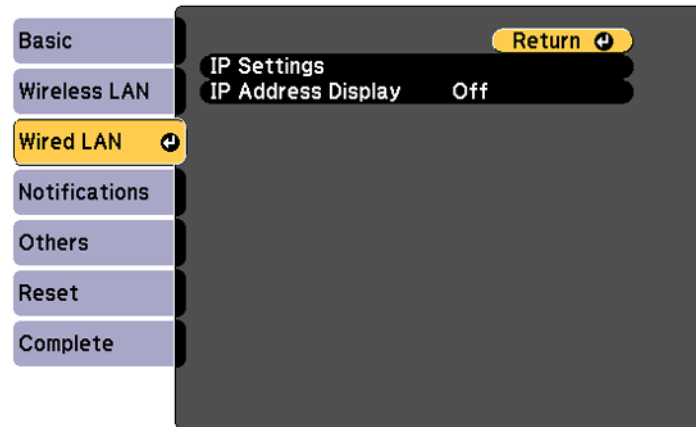 Basic
Wireless LAN
Wired LAN
Notifications
Others
Reset
Complete
Return
IP Settings
IP Address Display Off